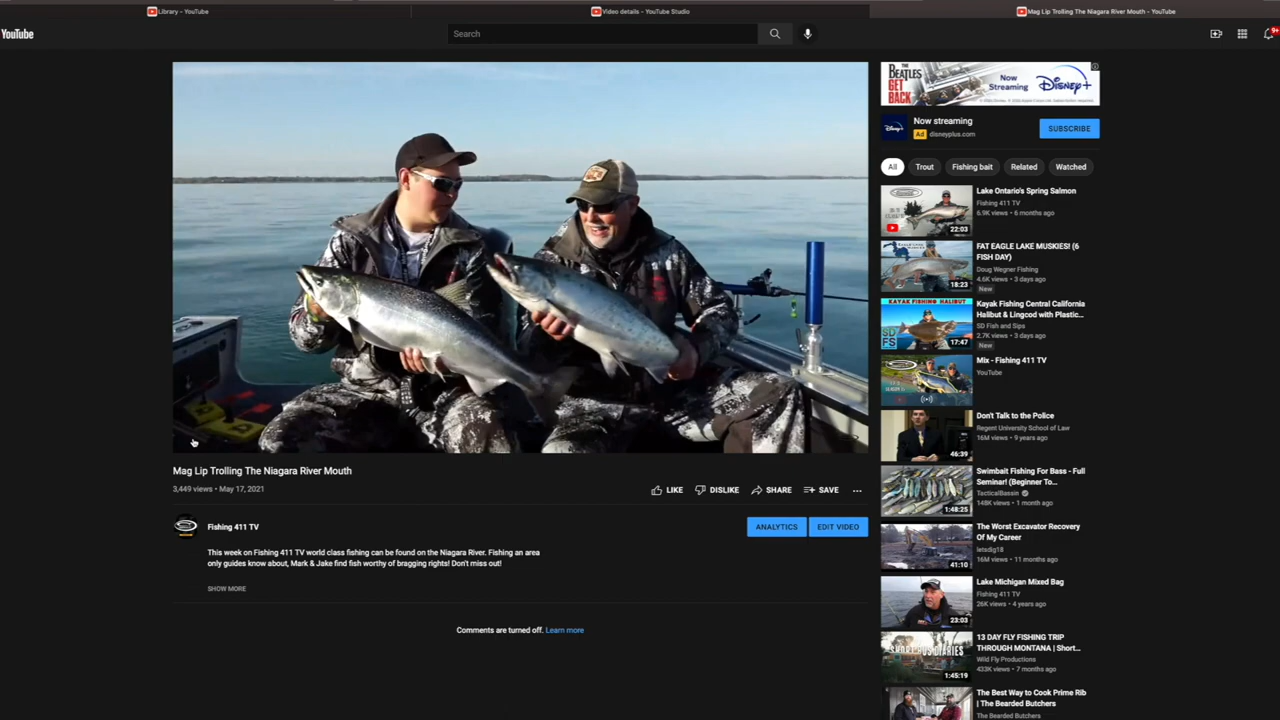 Library - YouTube
Video details - YouTube Studio
Mag Lip Trolling The Niagara River Mouth - YouTube
YouTube
Search
9+
THE BEATLES GET BACK
Now Streaming
Disney+
Now streaming
Ad disneyplus.com
SUBSCRIBE
All
Trout
Fishing bait
Related
Watched
Lake Ontario's Spring Salmon
Fishing 411 TV
6.9K views • 6 months ago
22:03
FAT EAGLE LAKE MUSKIES! (6 FISH DAY)
Doug Wegner Fishing
4.6K views • 3 days ago
New
18:23
KAYAK FISHING HALIBUT
SD FS
Kayak Fishing Central California
Halibut & Lingcod with Plastic...
SD Fish and Sips
2.7K views • 3 days ago
New
17:47
Mix - Fishing 411 TV
YouTube
Don't Talk to the Police
Regent University School of Law
16M views • 9 years ago
46:39
Swimbait Fishing For Bass - Full
Seminar! (Beginner To...
TacticalBassin
148K views • 1 month ago
1:48:25
The Worst Excavator Recovery
Of My Career
letsdig18
16M views • 11 months ago
41:10
Lake Michigan Mixed Bag
Fishing 411 TV
26K views • 4 years ago
23:03
13 DAY FLY FISHING TRIP
THROUGH MONTANA | Short...
Wild Fly Productions
433K views • 7 months ago
SHORT BUS DIARIES
1:45:19
The Best Way to Cook Prime Rib
| The Bearded Butchers
The Bearded Butchers
Mag Lip Trolling The Niagara River Mouth
3,449 views • May 17, 2021
LIKE
DISLIKE
SHARE
SAVE
Fishing 411 TV
ANALYTICS
EDIT VIDEO
This week on Fishing 411 TV world class fishing can be found on the Niagara River. Fishing an area
only guides know about, Mark & Jake find fish worthy of bragging rights! Don't miss out!
SHOW MORE
Comments are turned off. Learn more